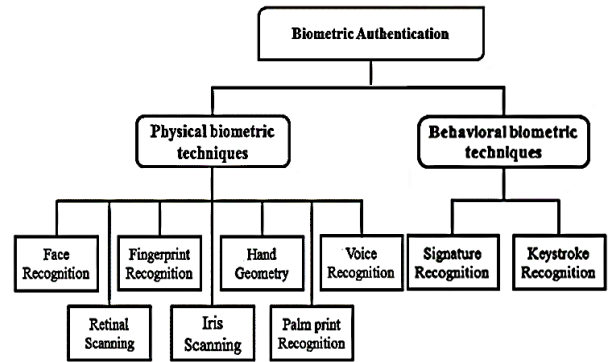 Biometric Authentication
Physical biometric
techniques
Behavioral biometric
techniques
Face
Recognition
Fingerprint
Recognition
Hand
Geometry
Voice
Recognition
Signature
Recognition
Keystroke
Recognition
Retinal
Scanning
Iris
Scanning
Palm print
Recognition